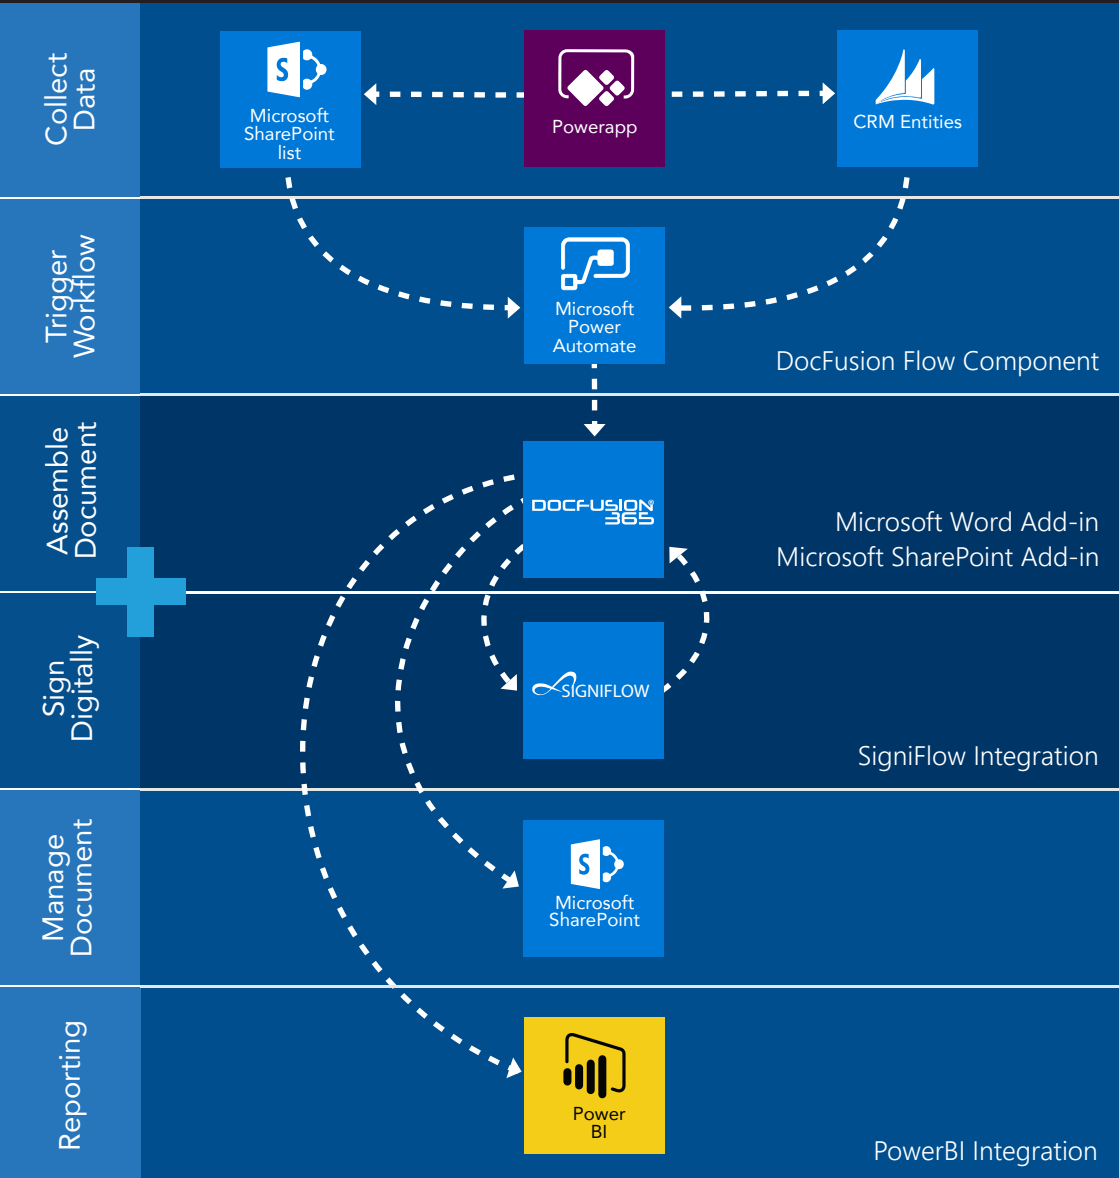 Collect
Data
S
Microsoft
SharePoint
list
Powerapp
CRM Entities
Trigger
Workflow
Microsoft
Power
Automate
DocFusion Flow Component
Assemble
Document
DOCFUSION®
365
Microsoft Word Add-in
Microsoft SharePoint Add-in
Sign
Digitally
SIGNIFLOW
SigniFlow Integration
Manage
Document
S
Microsoft
SharePoint
Reporting
Power
BI
PowerBI Integration